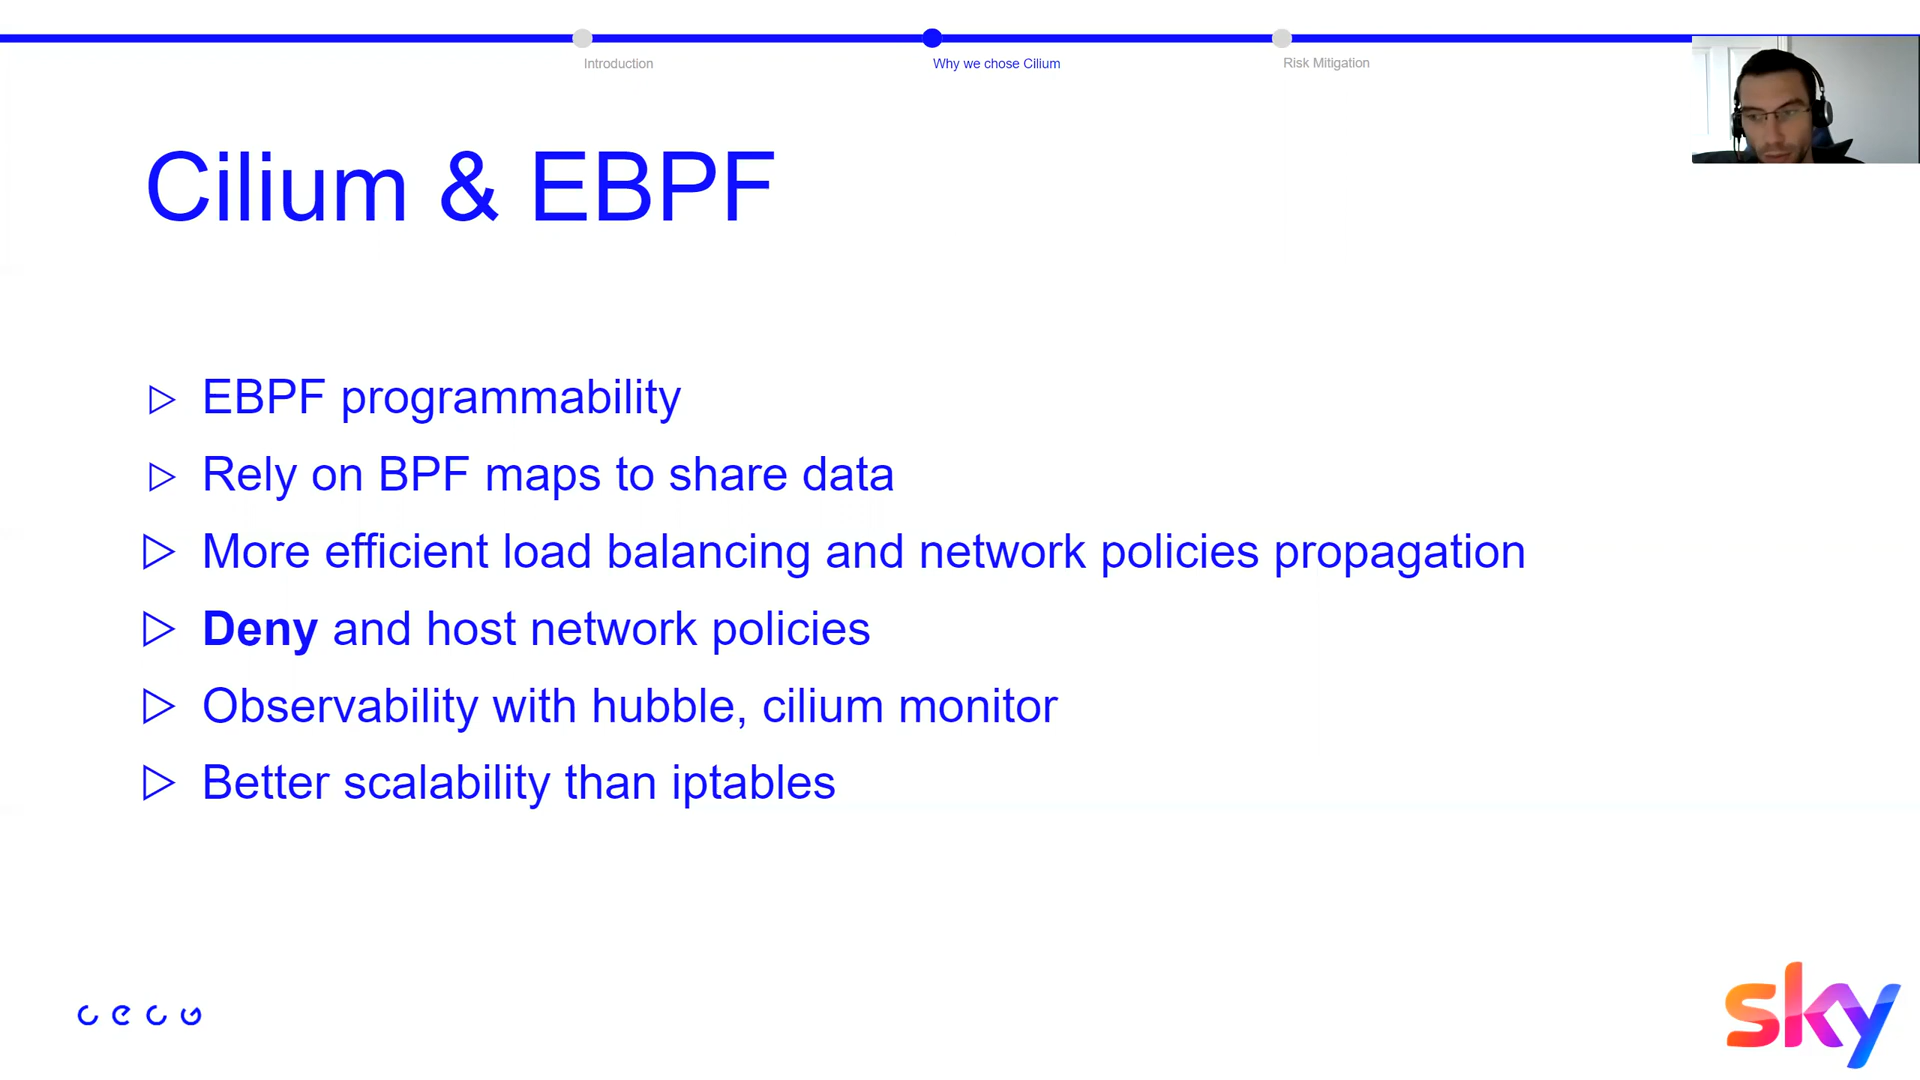 Introduction
Why we chose Cilium
Risk Mitigation
Cilium & EBPF
EBPF programmability
Rely on BPF maps to share data
More efficient load balancing and network policies propagation
Deny and host network policies
Observability with hubble, cilium monitor
Better scalability than iptables
cecg
sky